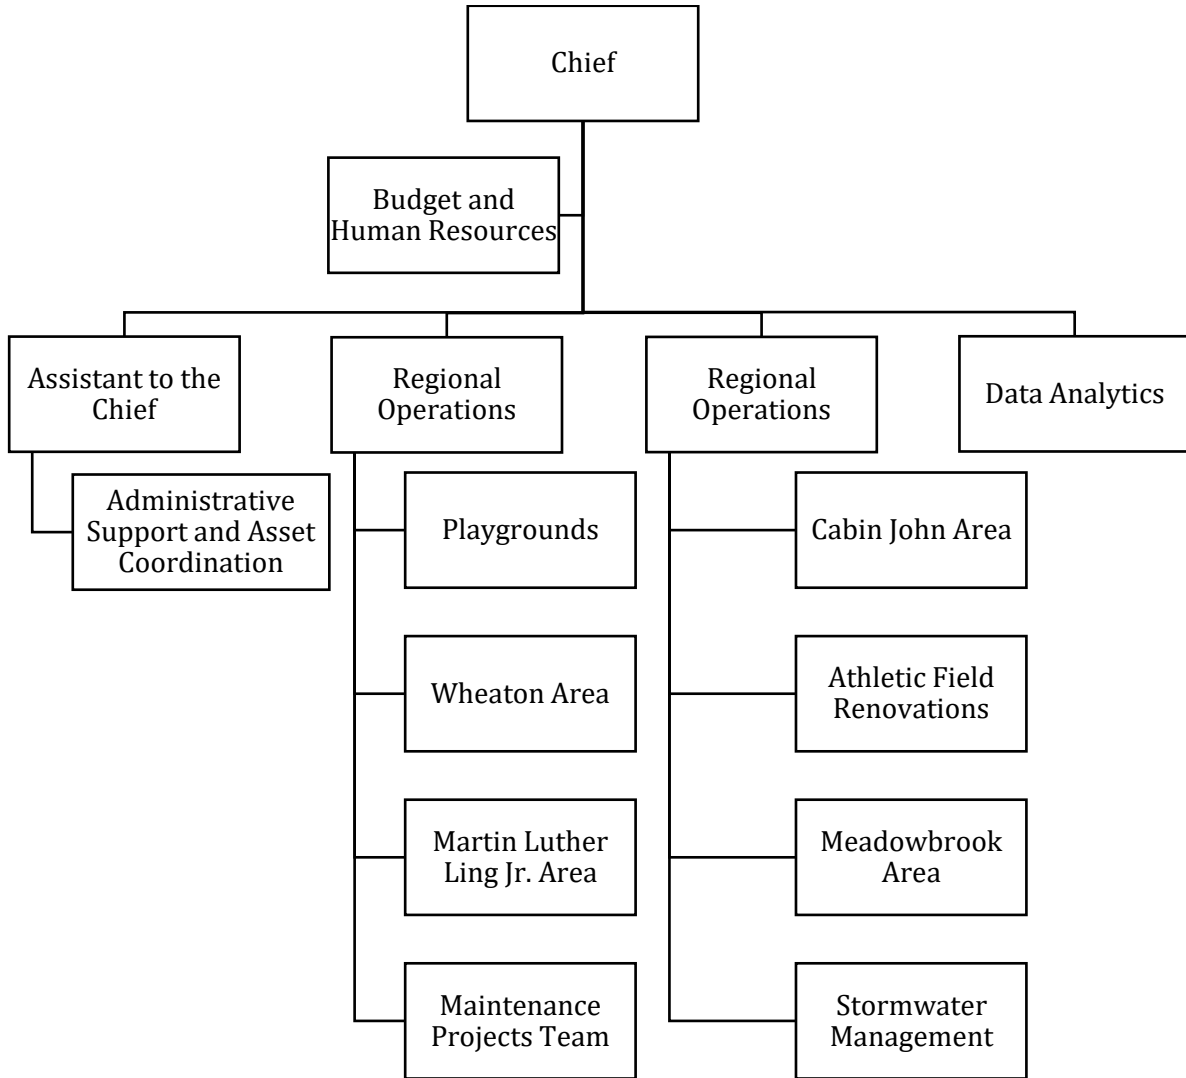 Chief
Budget and
Human Resources
Assistant to the
Chief
Regional
Operations
Regional
Operations
Data Analytics
Administrative
Support and Asset
Coordination
Playgrounds
Wheaton Area
Martin Luther
Ling Jr. Area
Maintenance
Projects Team
Cabin John Area
Athletic Field
Renovations
Meadowbrook
Area
Stormwater
Management